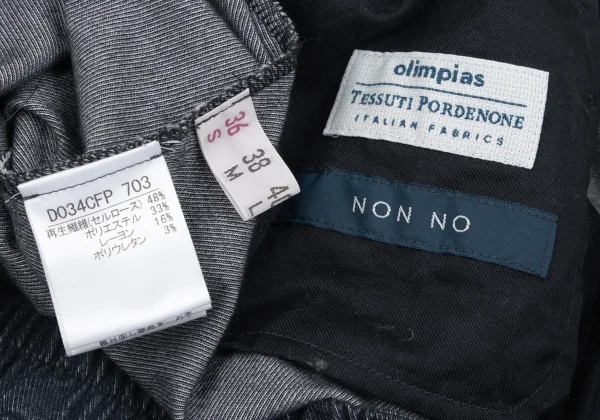 olimpias
TESSUTI PORDENONE
ITALIAN FABRICS
NON NO
36 38
S M L
D034CFP 703
再生繊維(セルロース) 48%
ポリエステル 33%
レーヨン 16%
ポリウレタン 3%